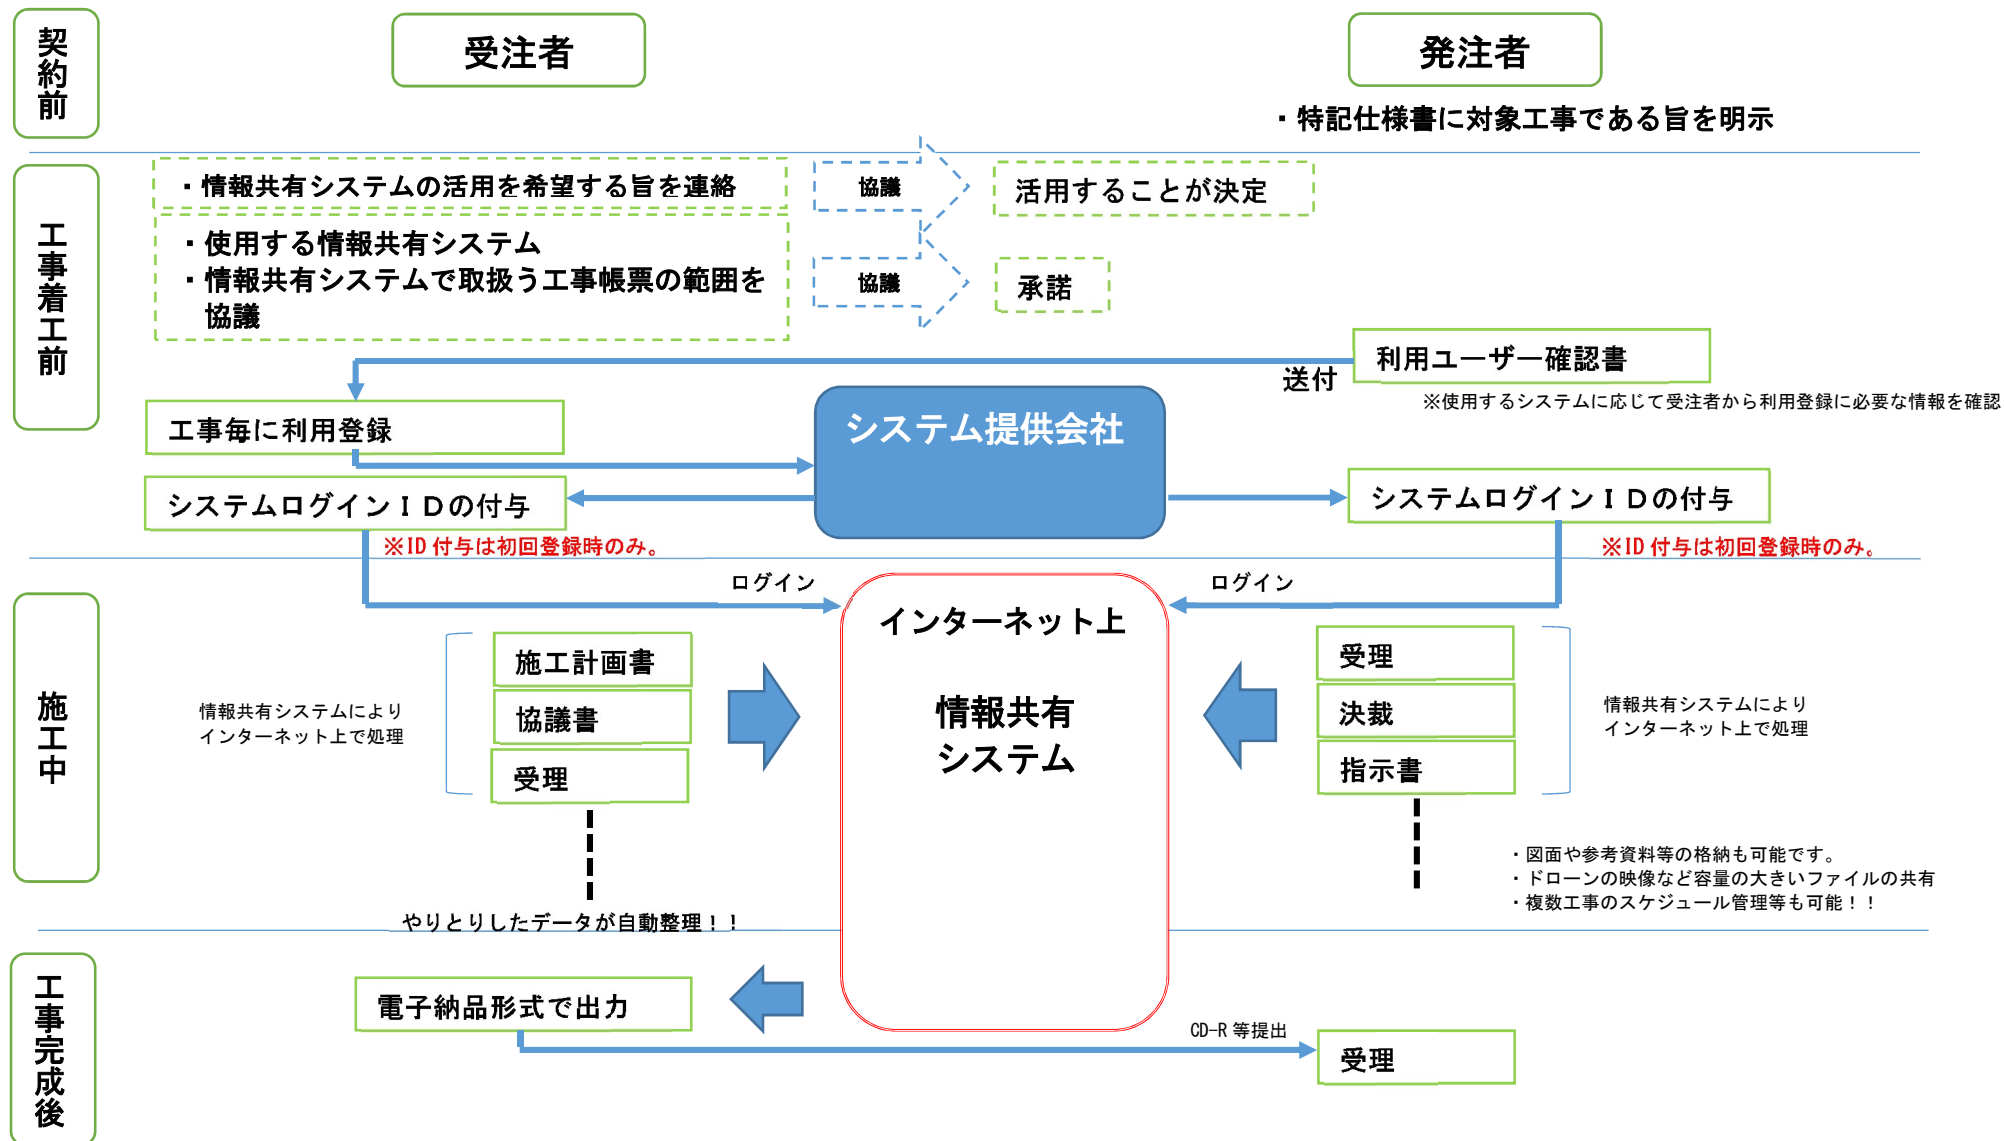 契約前
受注者
発注者
・特記仕様書に対象工事である旨を明示
工事着工前
・情報共有システムの活用を希望する旨を連絡
協議
活用することが決定
・使用する情報共有システム
・情報共有システムで取扱う工事帳票の範囲を
協議
協議
承諾
利用ユーザー確認書
送付
※使用するシステムに応じて受注者から利用登録に必要な情報を確認
工事毎に利用登録
システム提供会社
システムログインＩＤの付与
システムログインＩＤの付与
※ID 付与は初回登録時のみ。
※ID 付与は初回登録時のみ。
施工中
ログイン
ログイン
インターネット上
情報共有
システム
施工計画書
協議書
受理
情報共有システムにより
インターネット上で処理
受理
決裁
指示書
情報共有システムにより
インターネット上で処理
・図面や参考資料等の格納も可能です。
・ドローンの映像など容量の大きいファイルの共有
・複数工事のスケジュール管理等も可能！！
やりとりしたデータが自動整理！！
工事完成後
電子納品形式で出力
CD-R 等提出
受理